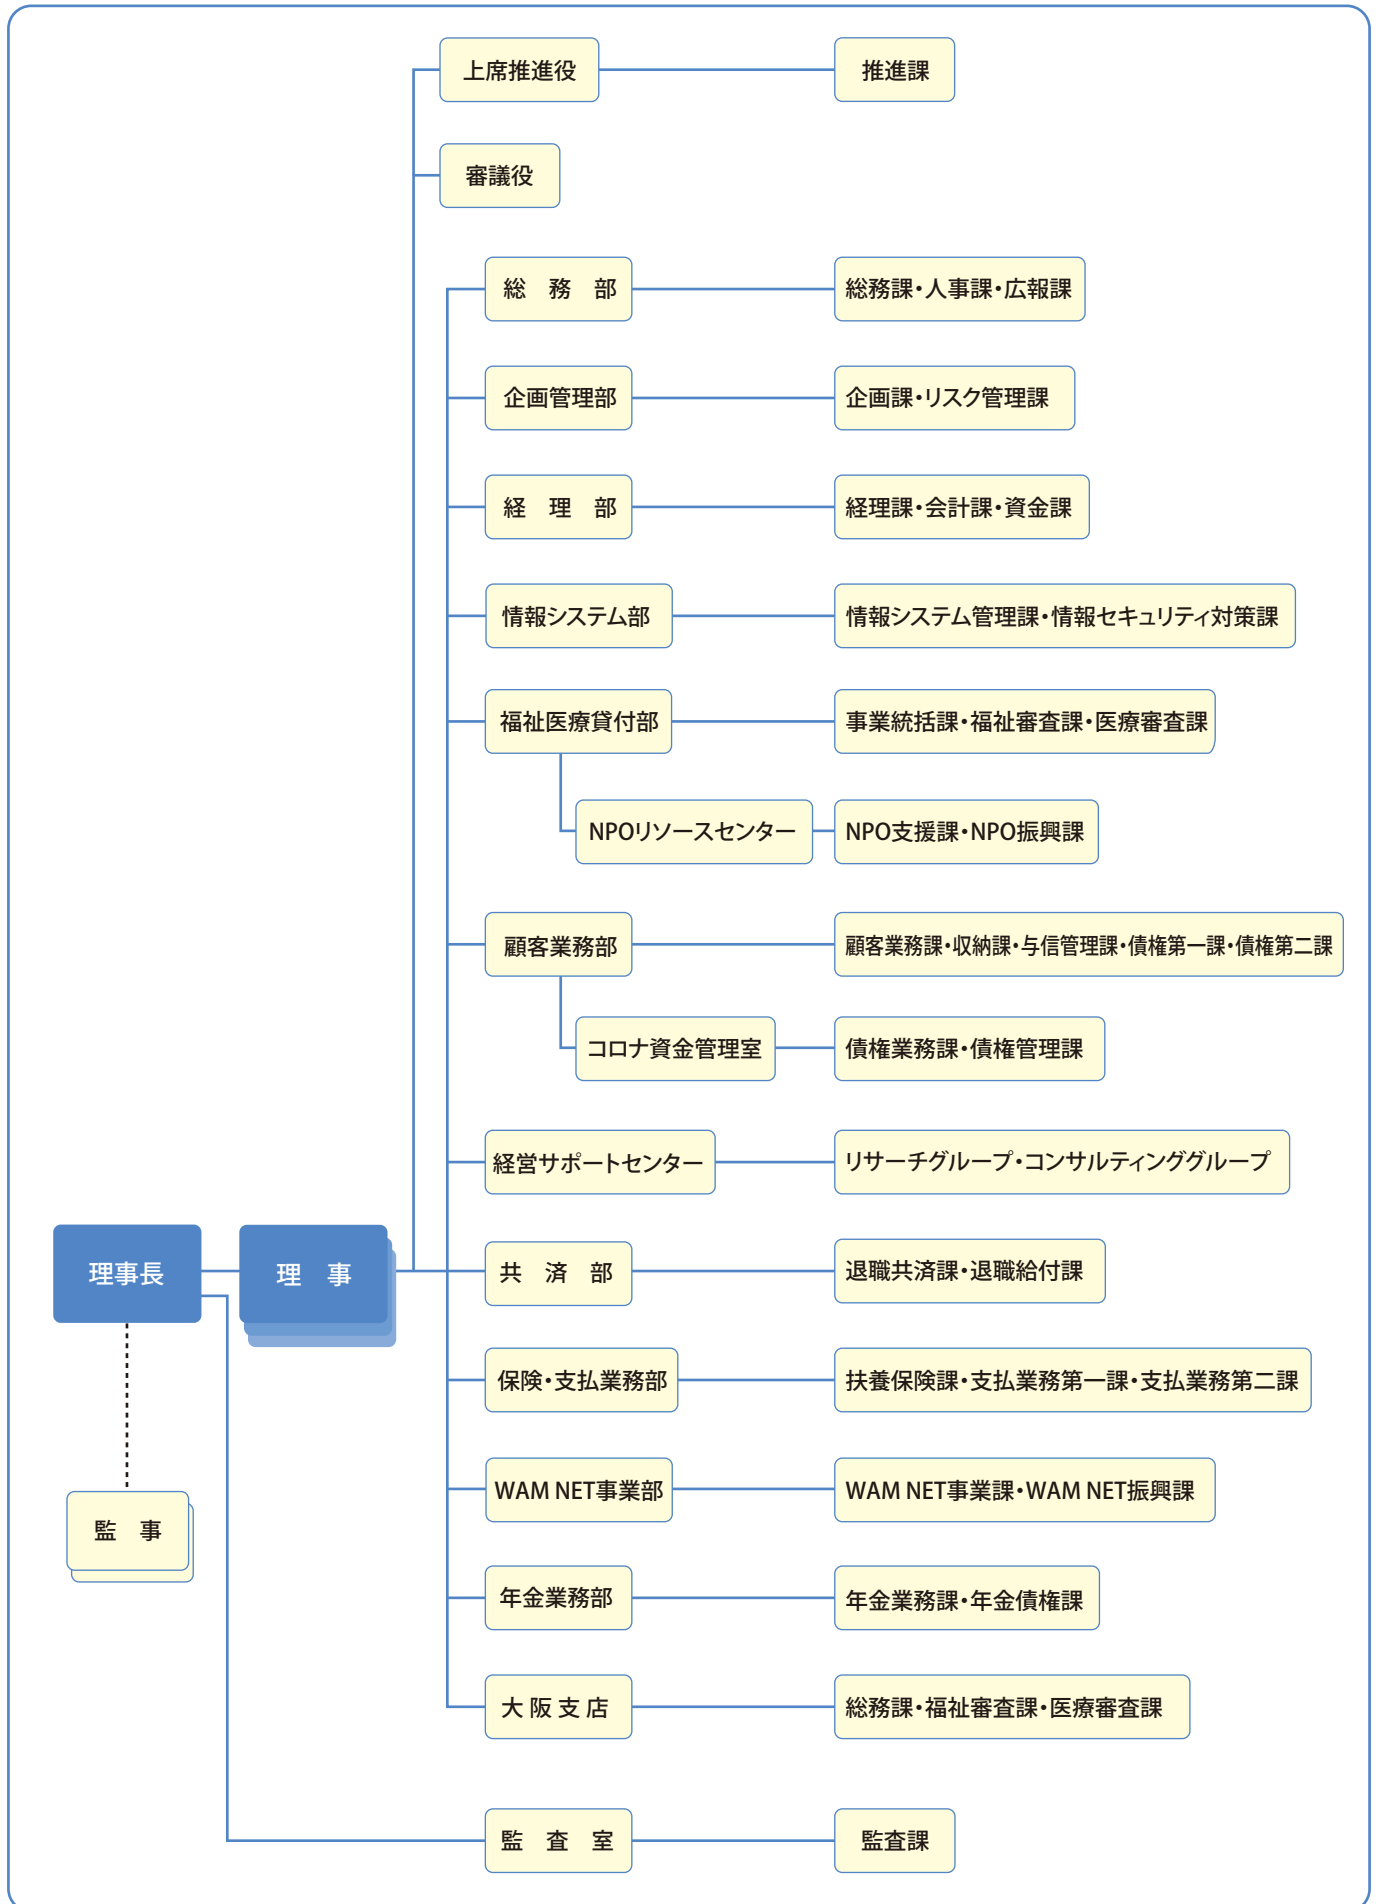 上席推進役
推進課
審議役
総　務　部
総務課・人事課・広報課
企画管理部
企画課・リスク管理課
経　理　部
経理課・会計課・資金課
情報システム部
情報システム管理課・情報セキュリティ対策課
福祉医療貸付部
事業統括課・福祉審査課・医療審査課
NPOリソースセンター
NPO支援課・NPO振興課
顧客業務部
顧客業務課・収納課・与信管理課・債権第一課・債権第二課
コロナ資金管理室
債権業務課・債権管理課
経営サポートセンター
リサーチグループ・コンサルティンググループ
理事長
理　事
共　済　部
退職共済課・退職給付課
保険・支払業務部
扶養保険課・支払業務第一課・支払業務第二課
WAM NET事業部
WAM NET事業課・WAM NET振興課
監　事
年金業務部
年金業務課・年金債権課
大 阪 支 店
総務課・福祉審査課・医療審査課
監　査　室
監査課